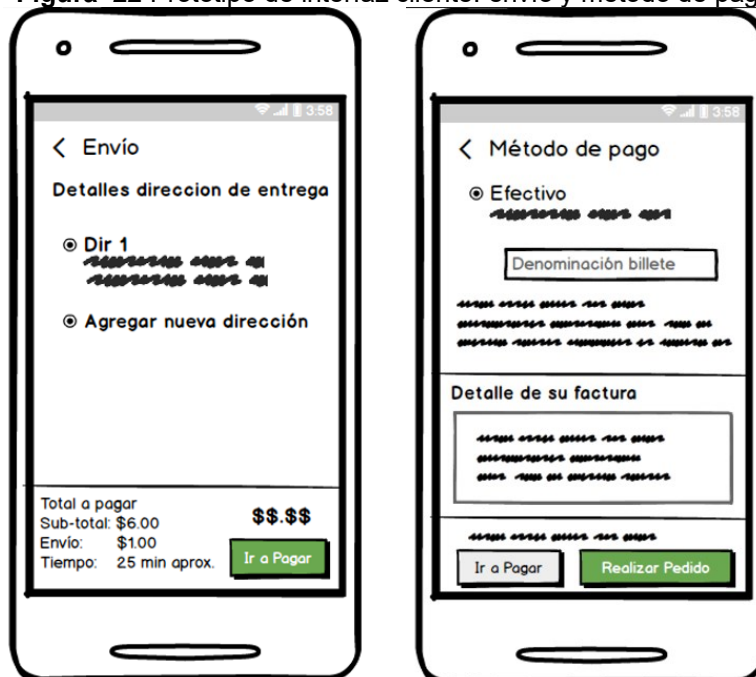 Figura 22 Prototipo de interfaz cliente: envío y método de pag
3:58
Envío
Detalles direccion de entrega
Dir 1
Agregar nueva dirección
Total a pagar
Sub-total: $6.00
Envío: $1.00
Tiempo: 25 min aprox.
$$.$$
Ir a Pagar
3:58
Método de pago
Efectivo
Denominación billete
Detalle de su factura
Ir a Pagar
Realizar Pedido